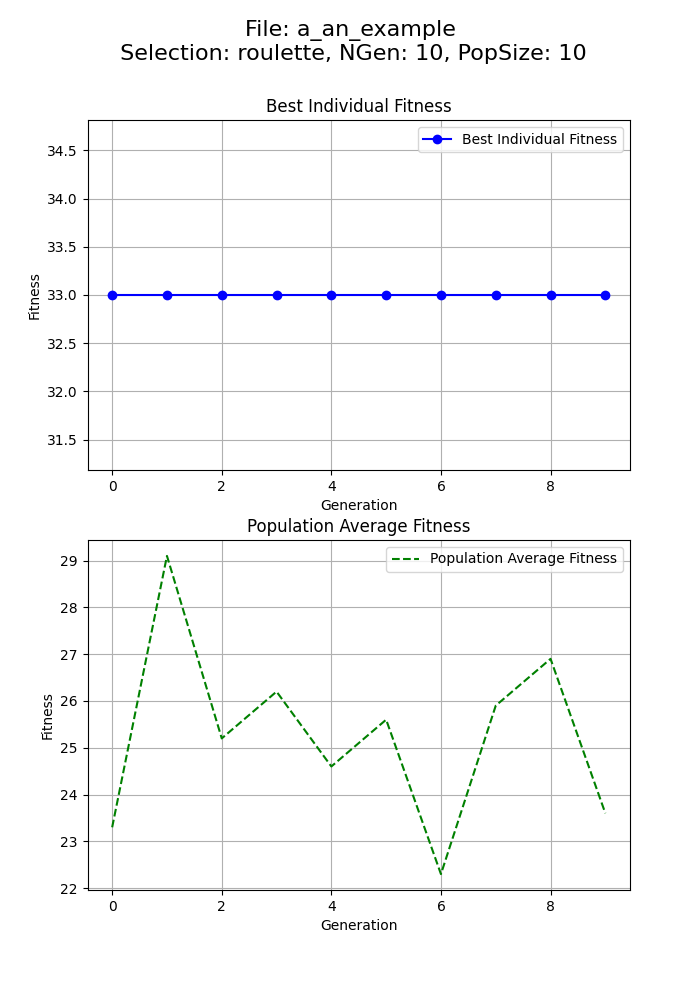 File: a_an_example
Selection: roulette, NGen: 10, PopSize: 10
Best Individual Fitness
Best Individual Fitness
34.5
34.0
33.5
33.0
32.5
32.0
31.5
Fitness
0 2 4 6 8
Generation
Population Average Fitness
Population Average Fitness
29
28
27
26
25
24
23
22
Fitness
0 2 4 6 8
Generation